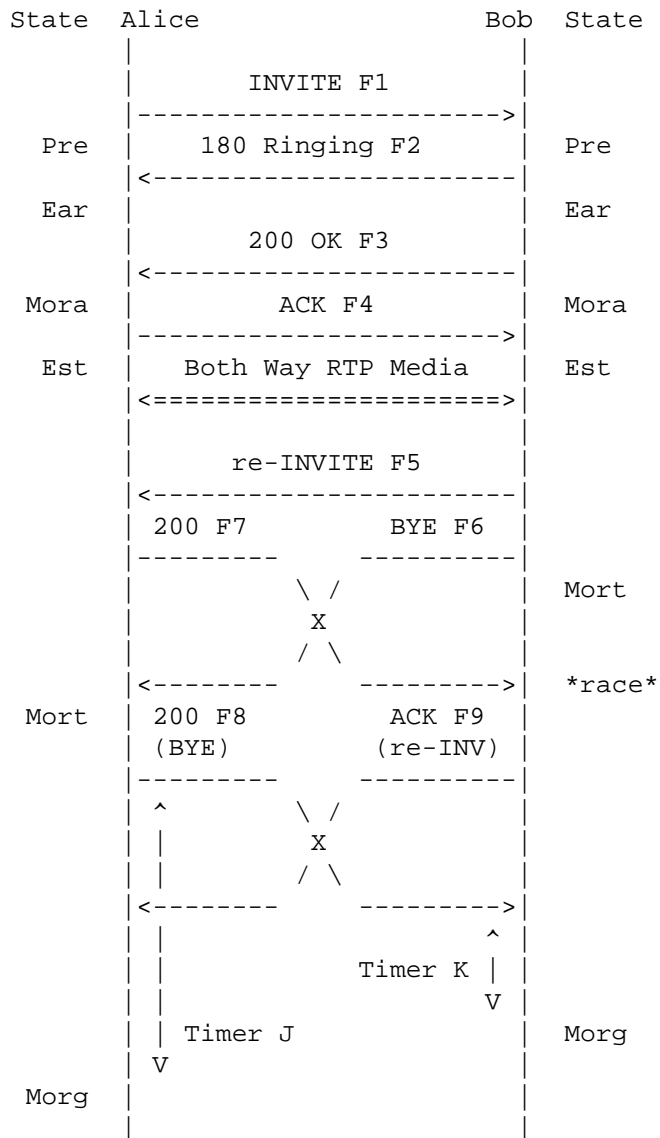 State Alice Bob State
INVITE F1
Pre 180 Ringing F2 Pre
Ear Ear
200 OK F3
Mora ACK F4 Mora
Est Both Way RTP Media Est
re-INVITE F5
200 F7 BYE F6
Mort
X
*race*
Mort 200 F8 ACK F9
(BYE) (re-INV)
X
Timer K
Timer J Morg
Morg